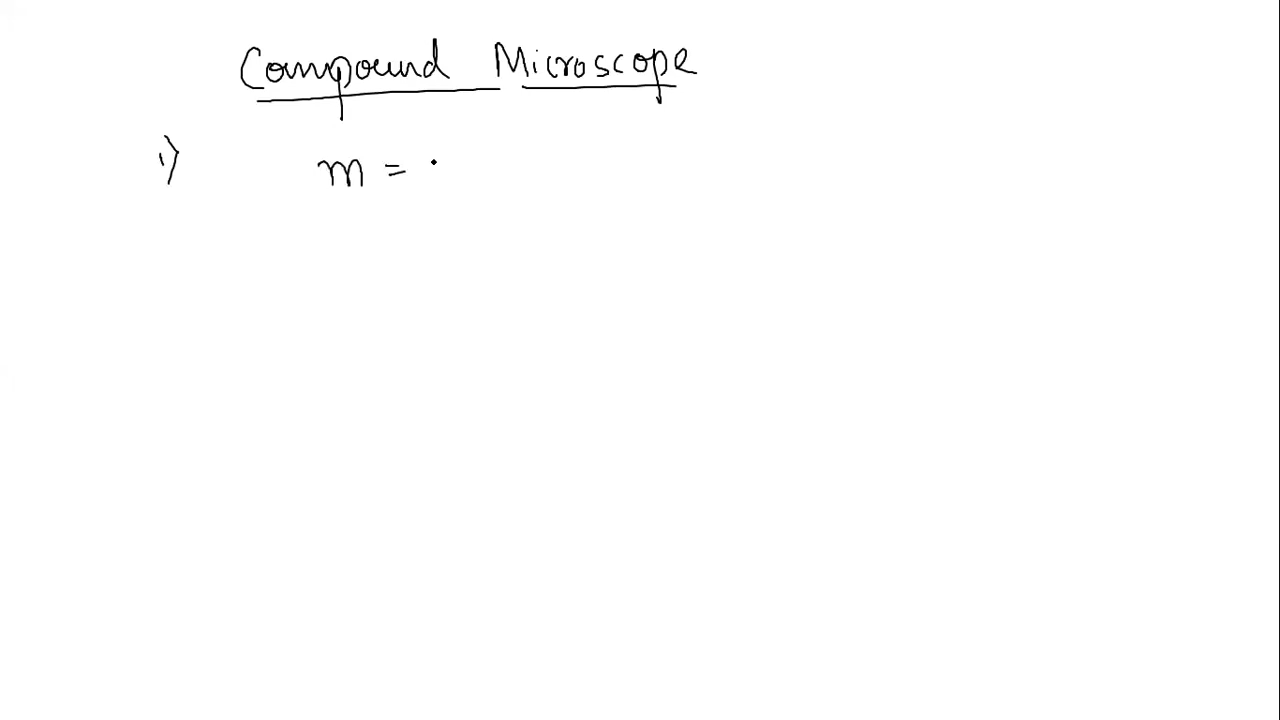 Compound Microscope
1) m = .